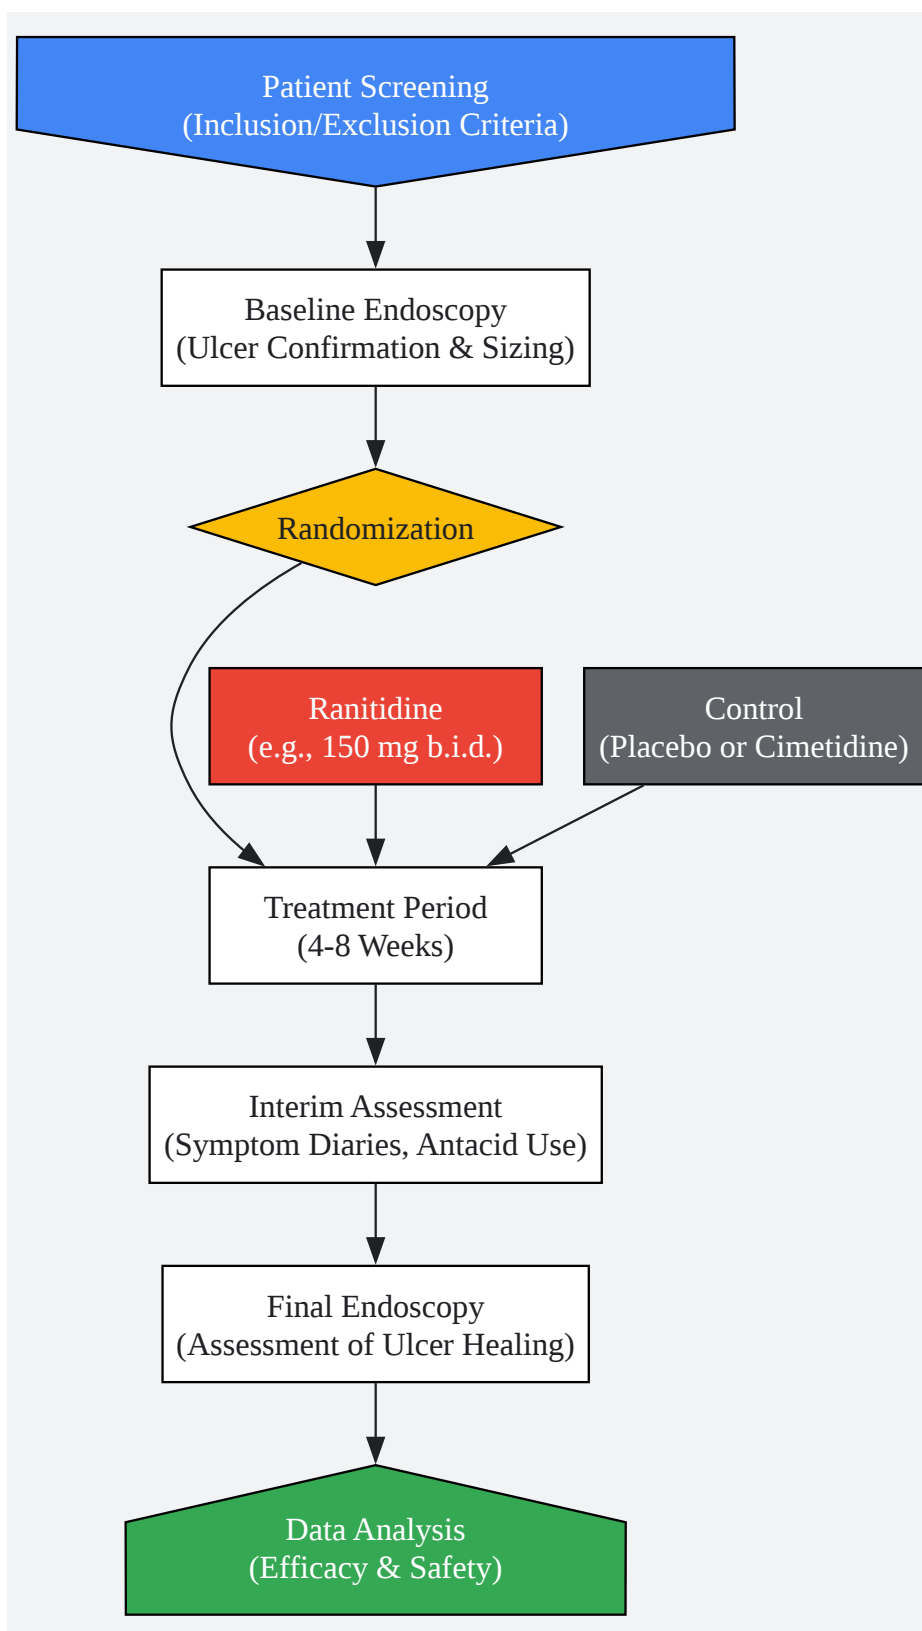 Patient Screening
(Inclusion/Exclusion Criteria)
Baseline Endoscopy
(Ulcer Confirmation & Sizing)
Randomization
Ranitidine
(e.g., 150 mg b.i.d.)
Control
(Placebo or Cimetidine)
Treatment Period
(4-8 Weeks)
Interim Assessment
(Symptom Diaries, Antacid Use)
Final Endoscopy
(Assessment of Ulcer Healing)
Data Analysis
(Efficacy & Safety)